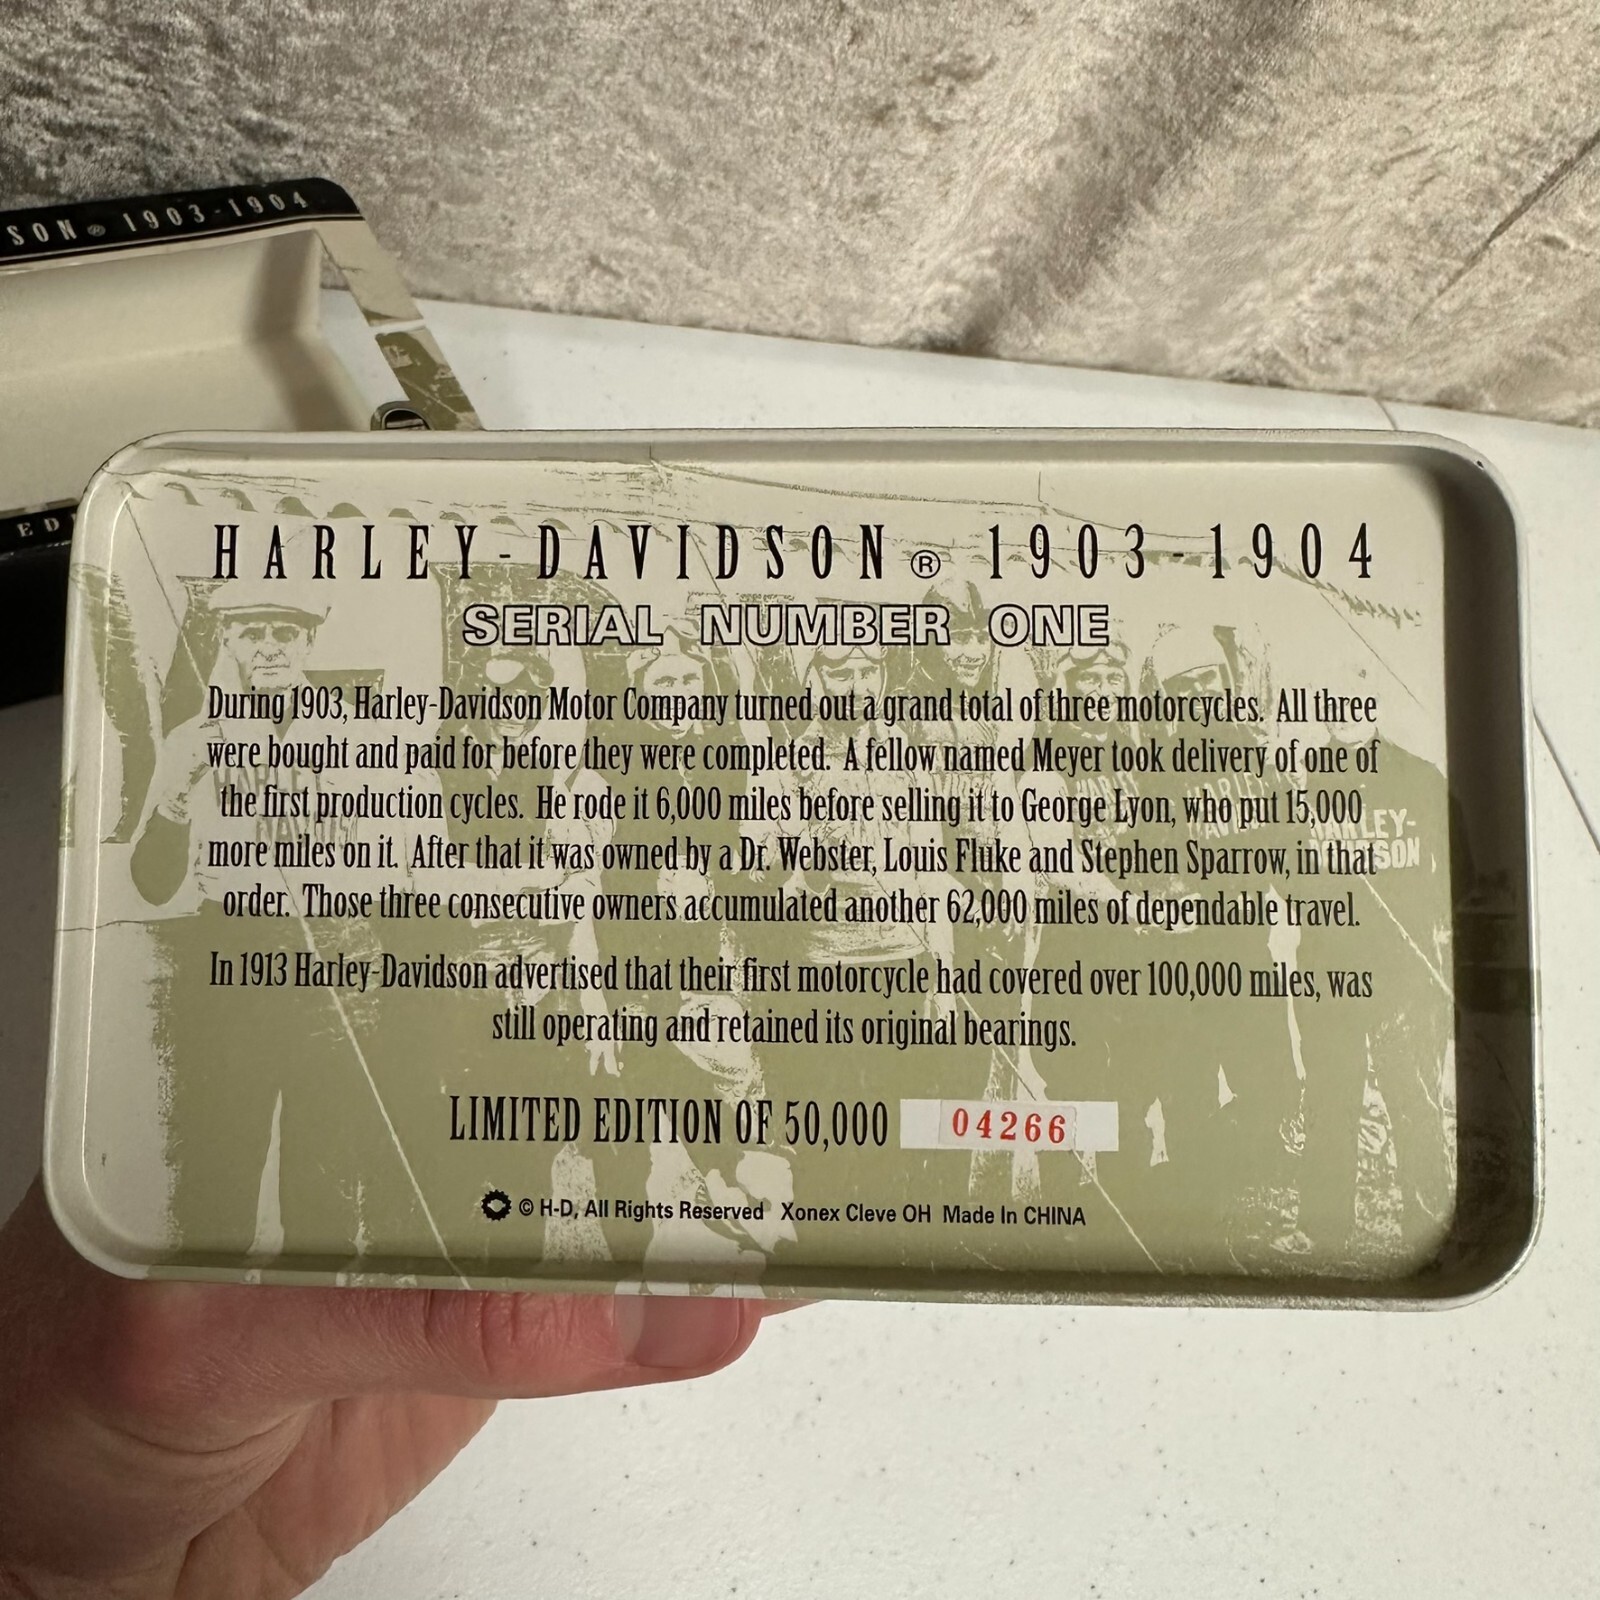 SON® 1903-1904
ED
HARLEY-DAVIDSON® 1903-1904
SERIAL NUMBER ONE
During 1903, Harley-Davidson Motor Company turned out a grand total of three motorcycles. All three
were bought and paid for before they were completed. A fellow named Meyer took delivery of one of
the first production cycles. He rode it 6,000 miles before selling it to George Lyon, who put 15,000
more miles on it. After that it was owned by a Dr. Webster, Louis Fluke and Stephen Sparrow, in that
order. Those three consecutive owners accumulated another 62,000 miles of dependable travel.
In 1913 Harley-Davidson advertised that their first motorcycle had covered over 100,000 miles, was
still operating and retained its original bearings.
LIMITED EDITION OF 50,000 04266
© H-D, All Rights Reserved Xonex Cleve OH Made In CHINA